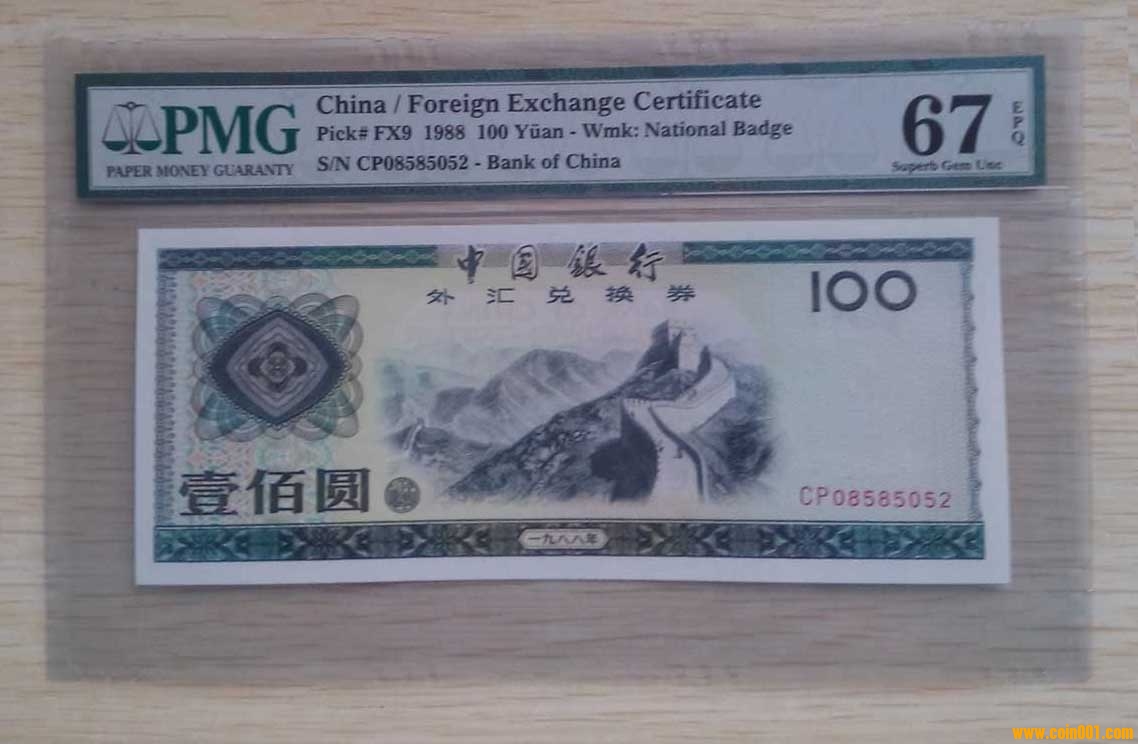 PMG
PAPER MONEY GUARANTY
China / Foreign Exchange Certificate
Pick# FX9 1988 100 Yüan - Wmk: National Badge
S/N CP08585052 - Bank of China
67
EPQ
Superb Gem Unc
中国銀行
外汇兑换券
100
壹佰圆
CP08585052
一九八八年
www.coin001.com